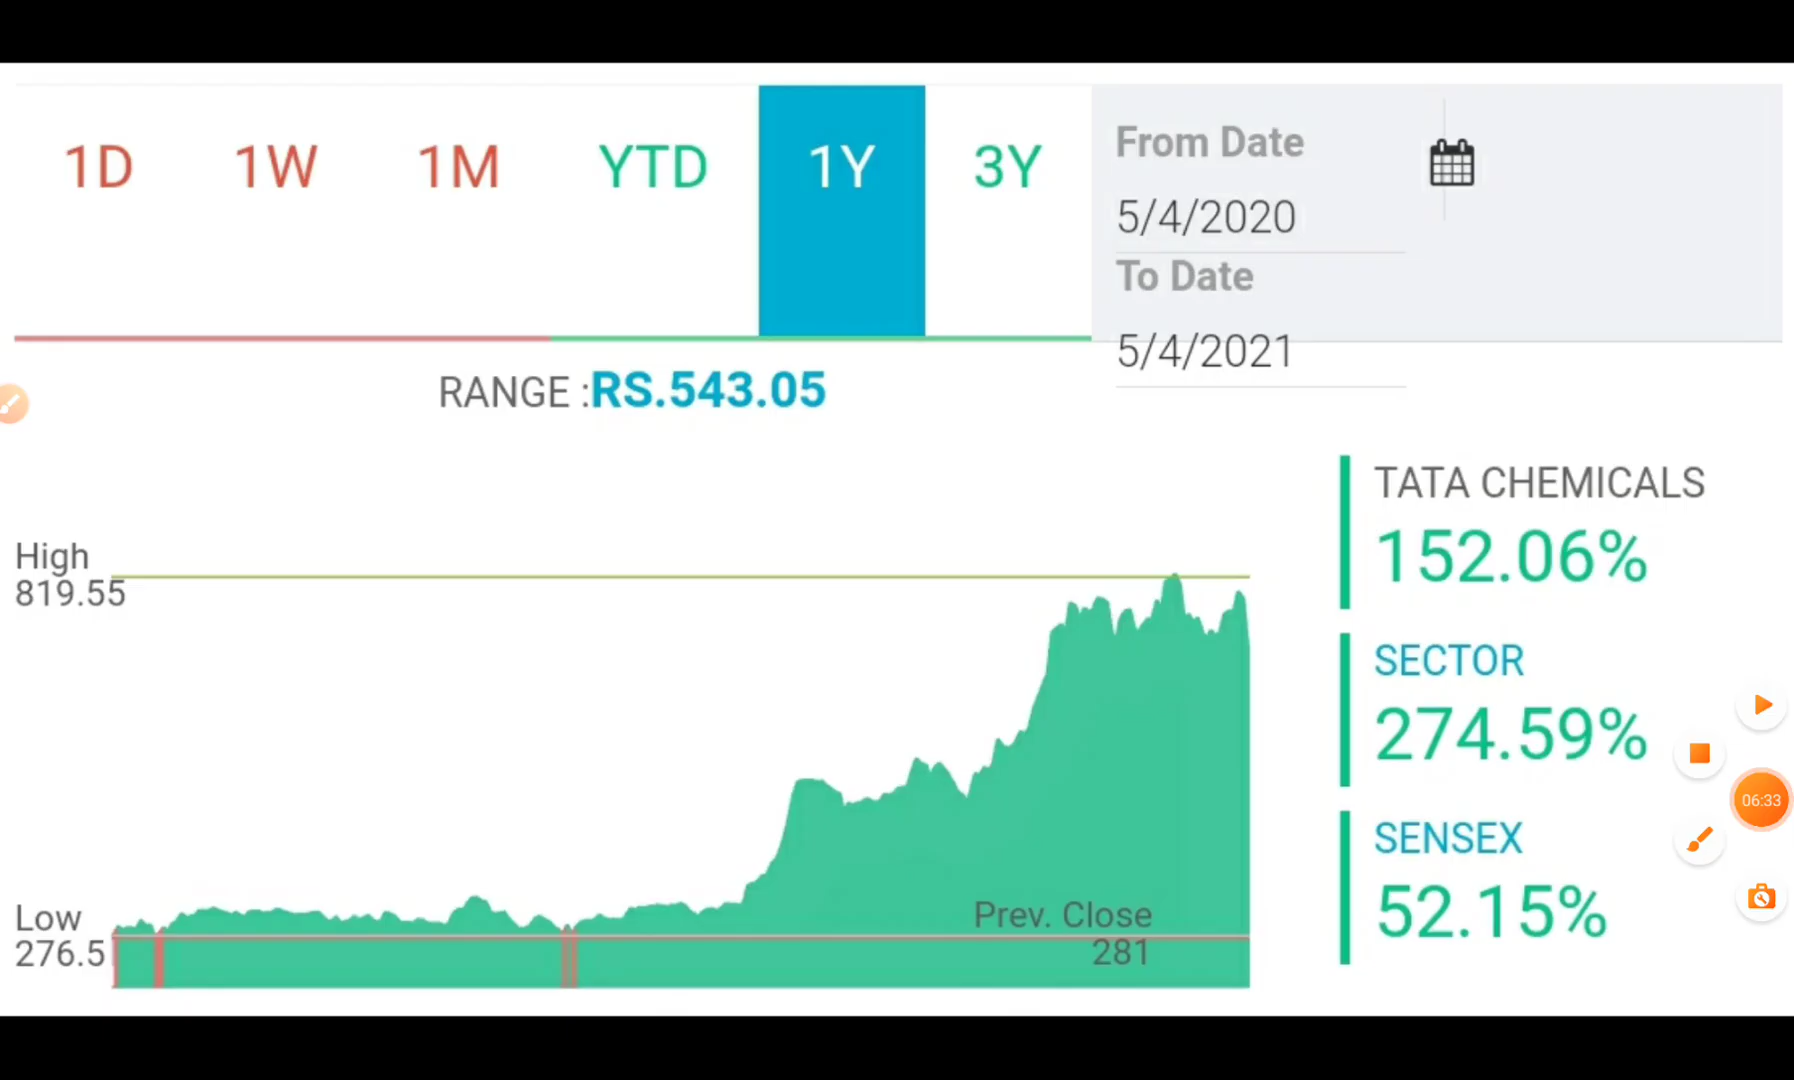 1D 1W 1M YTD 1Y 3Y
From Date
5/4/2020
To Date
5/4/2021
RANGE :RS.543.05
High
819.55
Low
276.5
Prev. Close
281
TATA CHEMICALS
152.06%
SECTOR
274.59%
SENSEX
52.15%
06:33